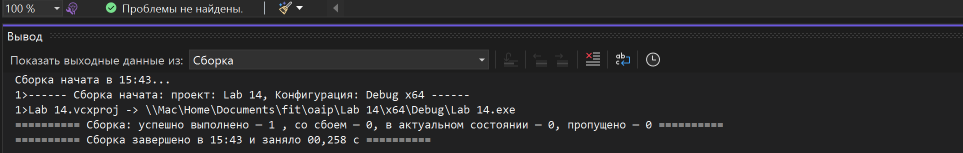 100 %
Проблемы не найдены.
Вывод
Показать выходные данные из: Сборка
Сборка начата в 15:43...
1>------ Сборка начата: проект: Lab 14, Конфигурация: Debug x64 ------
1>Lab 14.vcxproj -> \\Mac\Home\Documents\fit\oaip\Lab 14\x64\Debug\Lab 14.exe
========== Сборка: успешно выполнено — 1 , со сбоем — 0, в актуальном состоянии — 0, пропущено — 0 ==========
========== Сборка завершено в 15:43 и заняло 00,258 с ==========